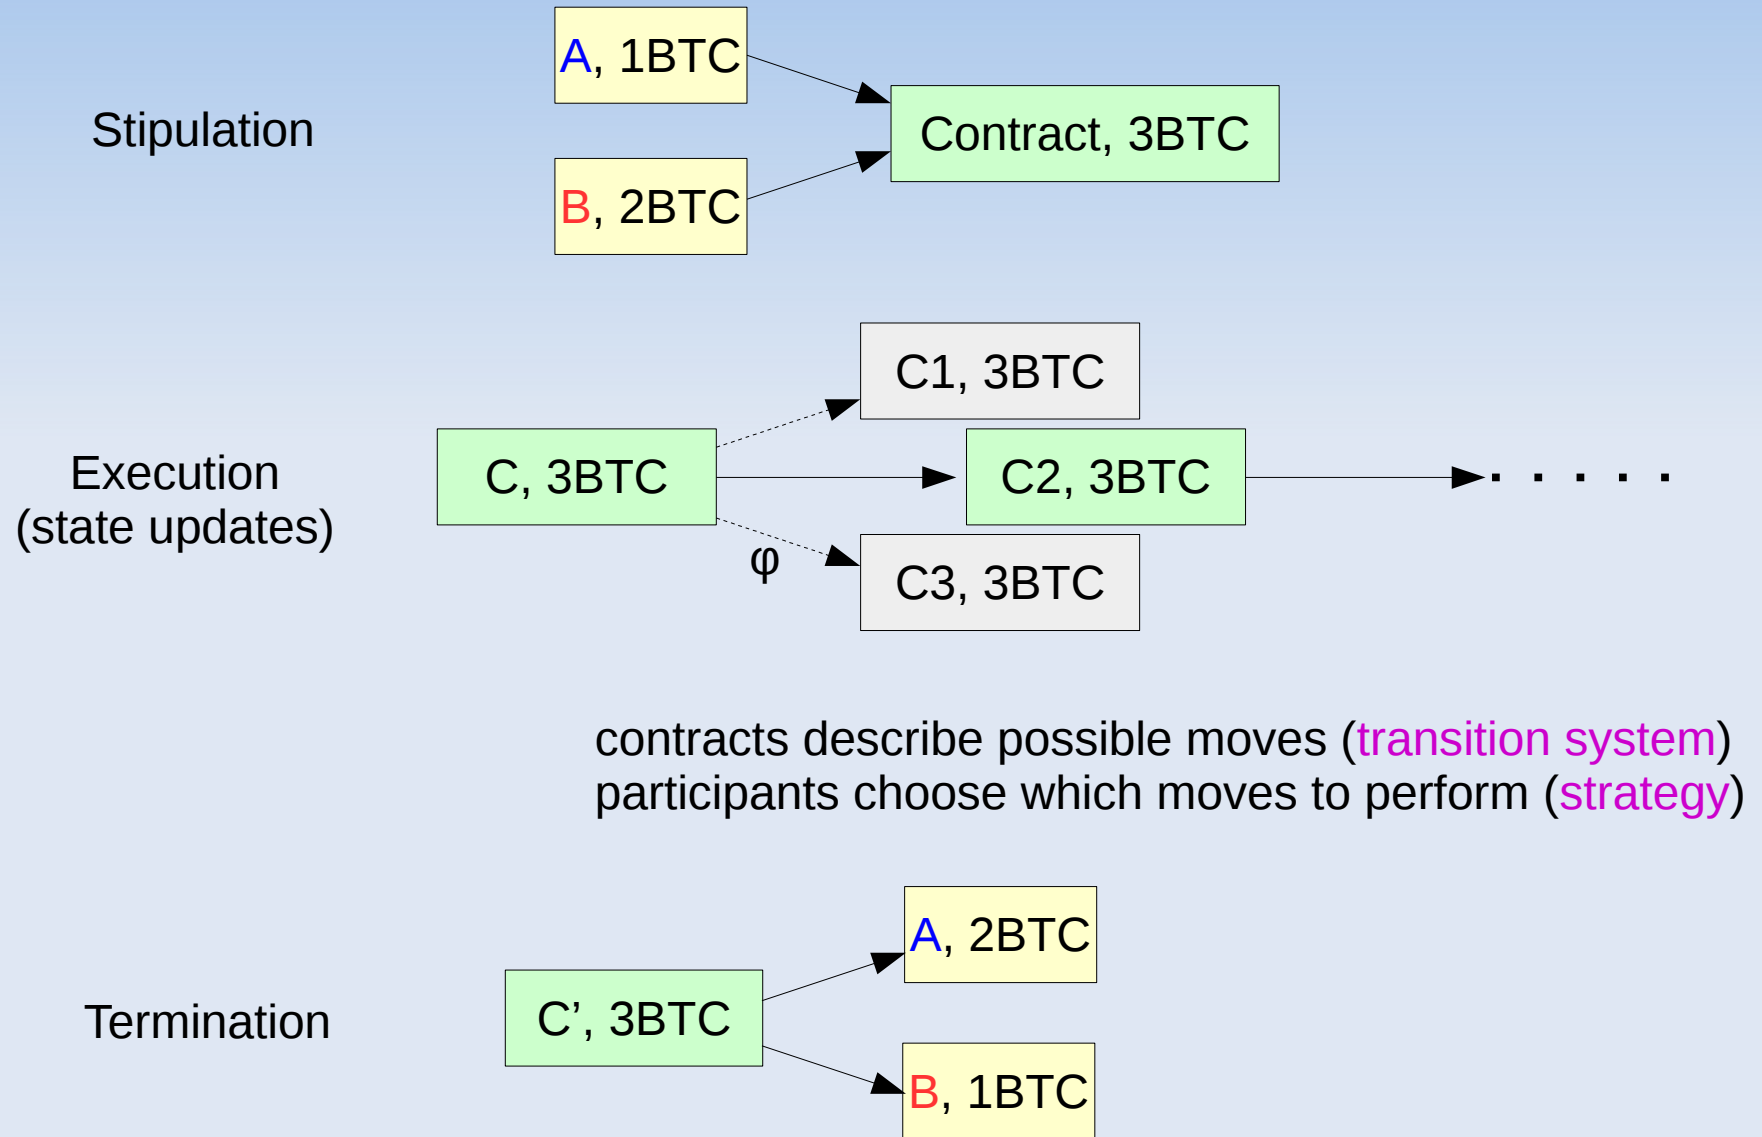 Stipulation
A, 1BTC
B, 2BTC
Contract, 3BTC
Execution
(state updates)
C, 3BTC
φ
C1, 3BTC
C2, 3BTC
.....
C3, 3BTC
contracts describe possible moves (transition system)
participants choose which moves to perform (strategy)
Termination
C’, 3BTC
A, 2BTC
B, 1BTC